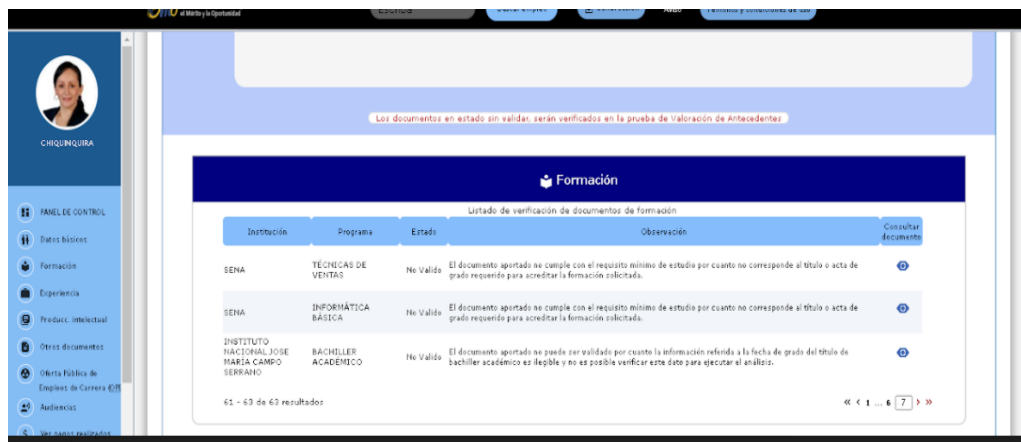 el Mérito y la Oportunidad
Aviso
CHIQUINQUIRA
PANEL DE CONTROL
Datos básicos
Formación
Experiencia
Producc. intelectual
Otros documentos
Oferta Pública de
Empleos de Carrera
Audiencias
Ver pagos realizados
Los documentos en estado sin validar, serán verificados en la prueba de Valoración de Antecedentes
Formación
Listado de verificación de documentos de formación
Institución Programa Estado Observación Consultar documento
SENA TÉCNICAS DE VENTAS No Valido El documento aportado no cumple con el requisito mínimo de estudio por cuanto no corresponde al título o acta de
grado requerido para acreditar la formación solicitada.
SENA INFORMÁTICA BÁSICA No Valido El documento aportado no cumple con el requisito mínimo de estudio por cuanto no corresponde al título o acta de
grado requerido para acreditar la formación solicitada.
INSTITUTO NACIONAL JOSE MARÍA CAMPO SERRANO BACHILLER ACADÉMICO No Valido El documento aportado no puede ser validado por cuanto la información referida a la fecha de grado del título de
bachiller académico es ilegible y no es posible verificar este dato para ejecutar el análisis.
61 - 63 de 63 resultados « ‹ 1 ... 6 7 › »